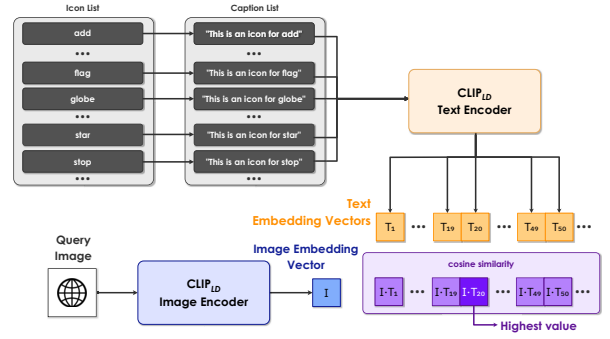 Icon List
Caption List
add
"This is an icon for add"
•••
•••
flag
"This is an icon for flag"
globe
"This is an icon for globe"
•••
•••
star
"This is an icon for star"
stop
"This is an icon for stop"
•••
•••
CLIP_LD
Text Encoder
Text
Embedding Vectors
T₁ ••• T₁₉ T₂₀ ••• T₄₉ T₅₀ •••
Query
Image
CLIP_LD
Image Encoder
Image Embedding
Vector
I
cosine similarity
I·T₁ ••• I·T₁₉ I·T₂₀ ••• I·T₄₉ I·T₅₀ •••
Highest value